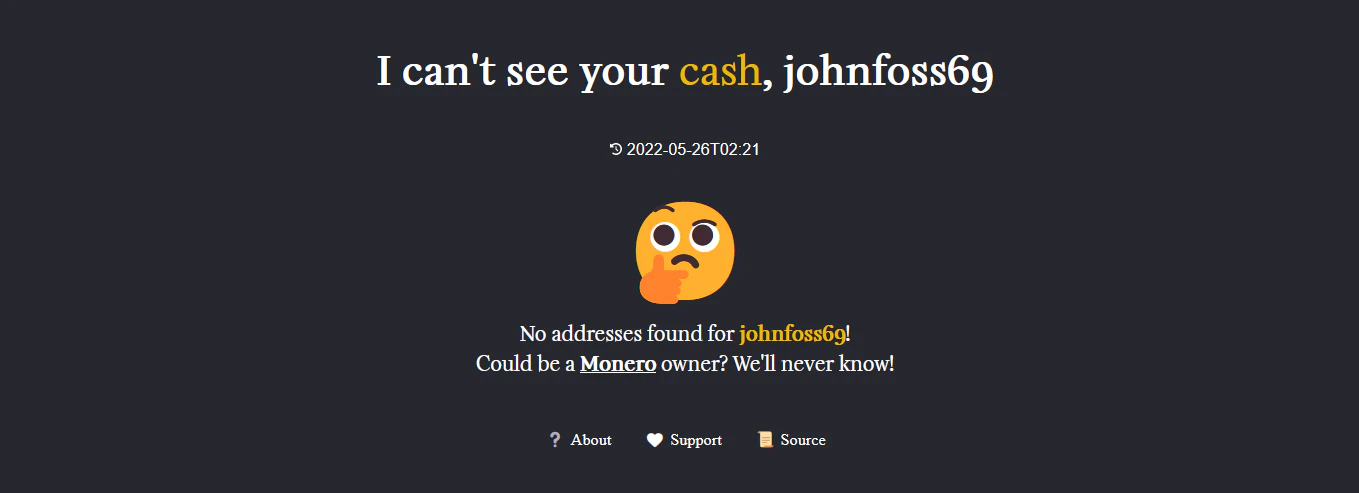 I can't see your cash, johnfoss69
2022-05-26T02:21
No addresses found for johnfoss69!
Could be a Monero owner? We'll never know!
About Support Source